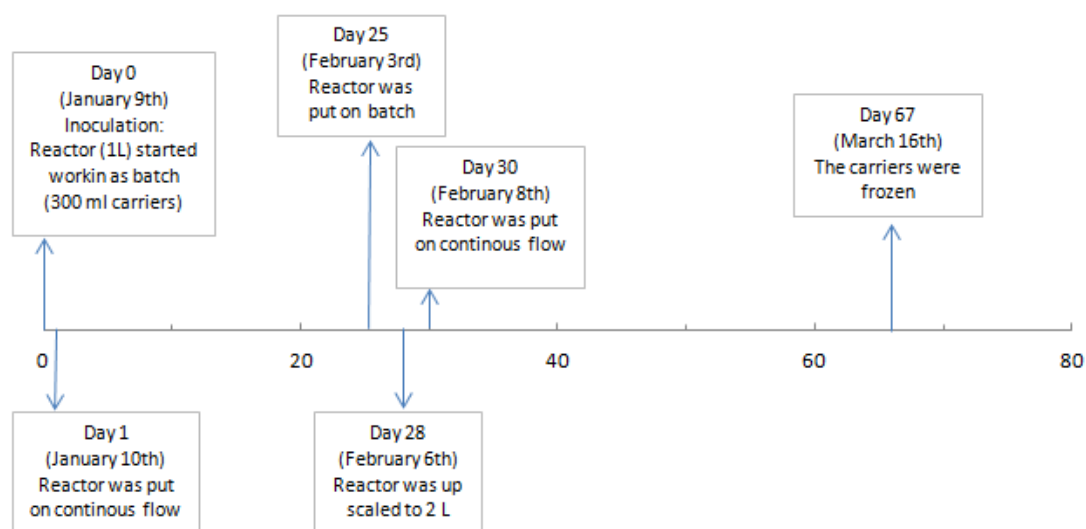 Day 0
(January 9th)
Inoculation:
Reactor (1L) started
workin as batch
(300 ml carriers)
Day 25
(February 3rd)
Reactor was
put on batch
Day 30
(February 8th)
Reactor was put
on continous flow
Day 67
(March 16th)
The carriers were
frozen
0
20
40
60
80
Day 1
(January 10th)
Reactor was put
on continous flow
Day 28
(February 6th)
Reactor was up
scaled to 2 L